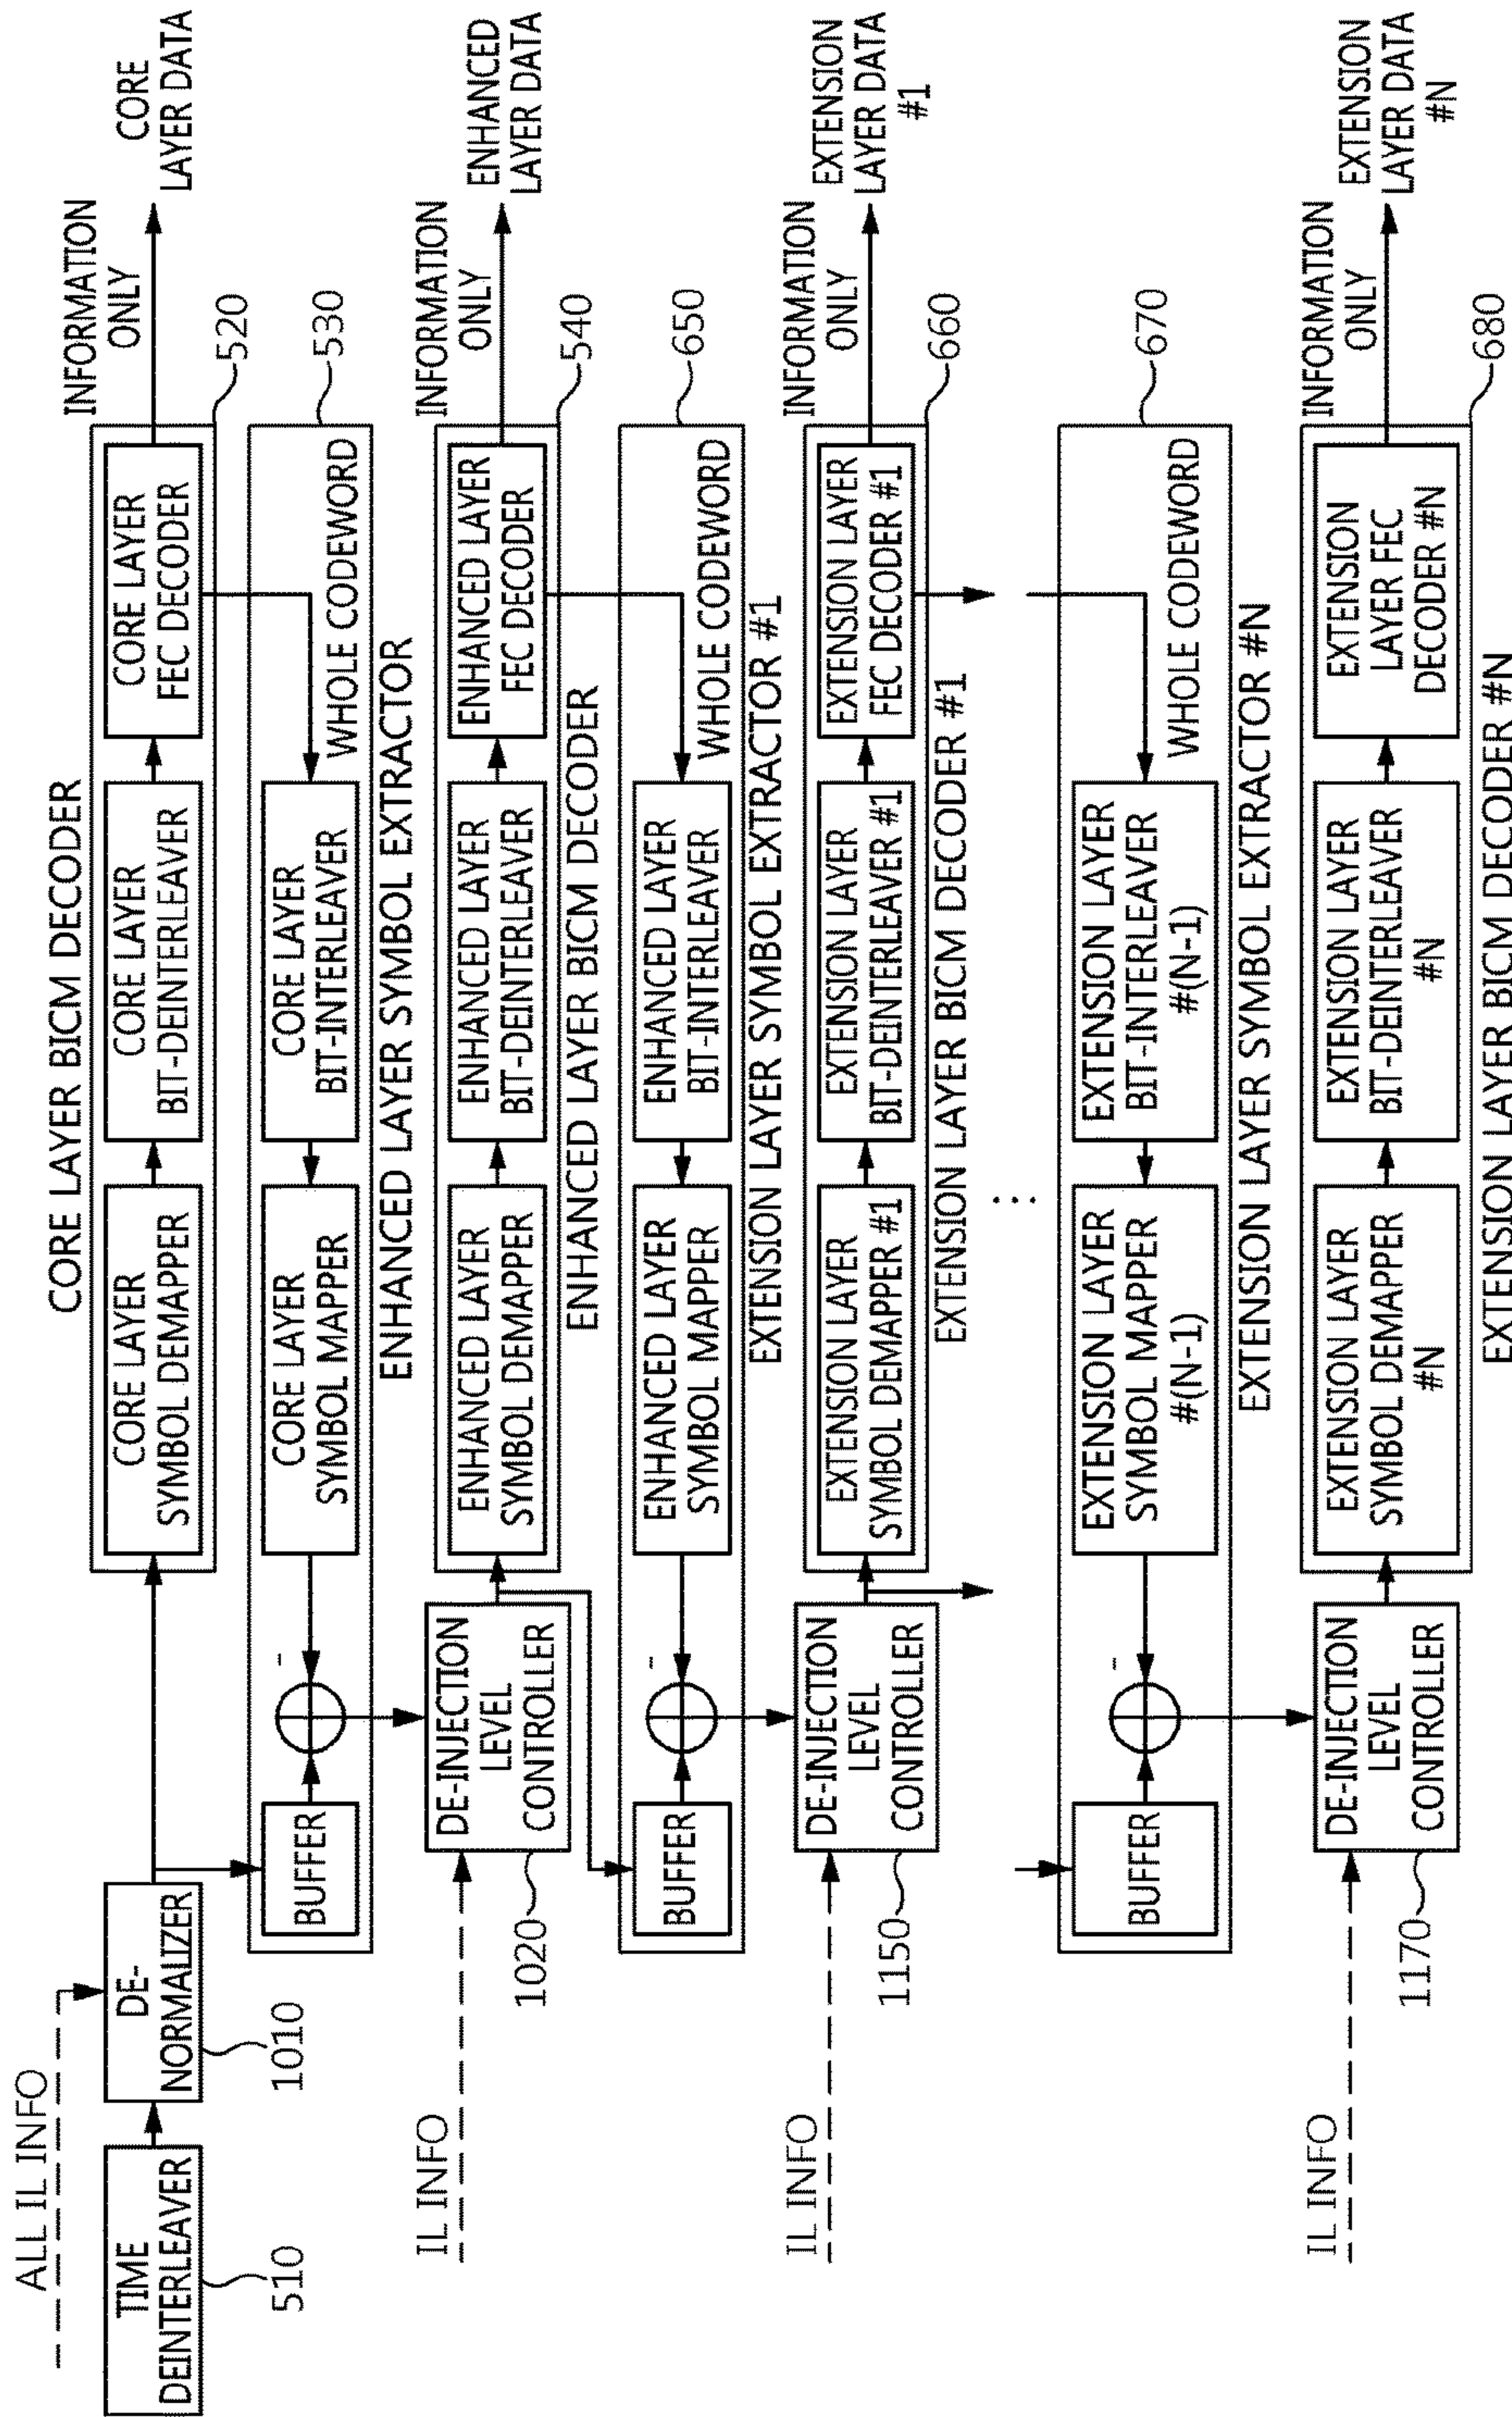 ALL IL INFO
TIME
DEINTERLEAVER
510
DE-
NORMALIZER
1010
CORE LAYER BICM DECODER
CORE LAYER
SYMBOL DEMAPPER
CORE LAYER
BIT-DEINTERLEAVER
CORE LAYER
FEC DECODER
INFORMATION
ONLY
CORE
LAYER DATA
520
BUFFER
-
CORE LAYER
SYMBOL MAPPER
CORE LAYER
BIT-INTERLEAVER
WHOLE CODEWORD
530
ENHANCED LAYER SYMBOL EXTRACTOR
IL INFO
DE-INJECTION
LEVEL
CONTROLLER
1020
ENHANCED LAYER
SYMBOL DEMAPPER
ENHANCED LAYER
BIT-DEINTERLEAVER
ENHANCED LAYER
FEC DECODER
INFORMATION
ONLY
ENHANCED
LAYER DATA
540
ENHANCED LAYER BICM DECODER
BUFFER
-
ENHANCED LAYER
SYMBOL MAPPER
ENHANCED LAYER
BIT-INTERLEAVER
WHOLE CODEWORD
650
EXTENSION LAYER SYMBOL EXTRACTOR #1
IL INFO
DE-INJECTION
LEVEL
CONTROLLER
1150
EXTENSION LAYER
SYMBOL DEMAPPER #1
EXTENSION LAYER
BIT-DEINTERLEAVER #1
EXTENSION LAYER
FEC DECODER #1
INFORMATION
ONLY
EXTENSION
LAYER DATA
#1
660
EXTENSION LAYER BICM DECODER #1
...
BUFFER
-
EXTENSION LAYER
SYMBOL MAPPER
#(N-1)
EXTENSION LAYER
BIT-INTERLEAVER
#(N-1)
WHOLE CODEWORD
670
EXTENSION LAYER SYMBOL EXTRACTOR #N
IL INFO
DE-INJECTION
LEVEL
CONTROLLER
1170
EXTENSION LAYER
SYMBOL DEMAPPER
#N
EXTENSION LAYER
BIT-DEINTERLEAVER
#N
EXTENSION
LAYER FEC
DECODER #N
INFORMATION
ONLY
EXTENSION
LAYER DATA
#N
680
EXTENSION LAYER BICM DECODER #N